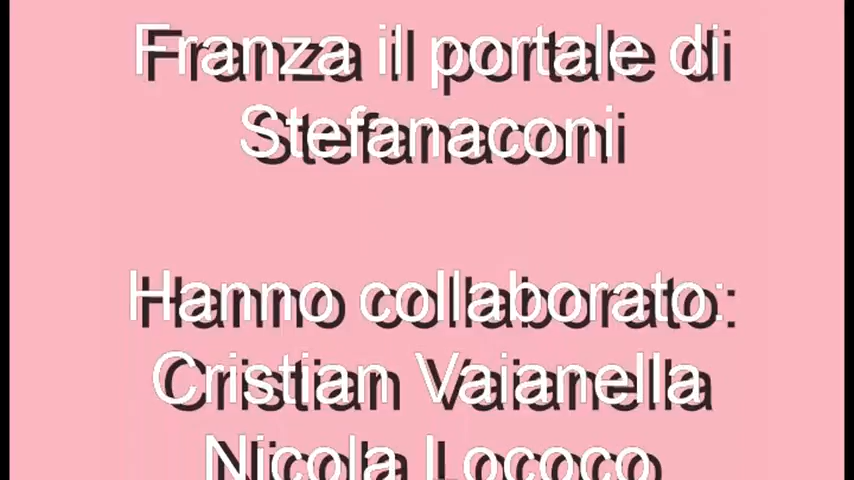 Franza il portale di
Stefanaconi
Hanno collaborato:
Cristian Vaianella
Nicola Lococo